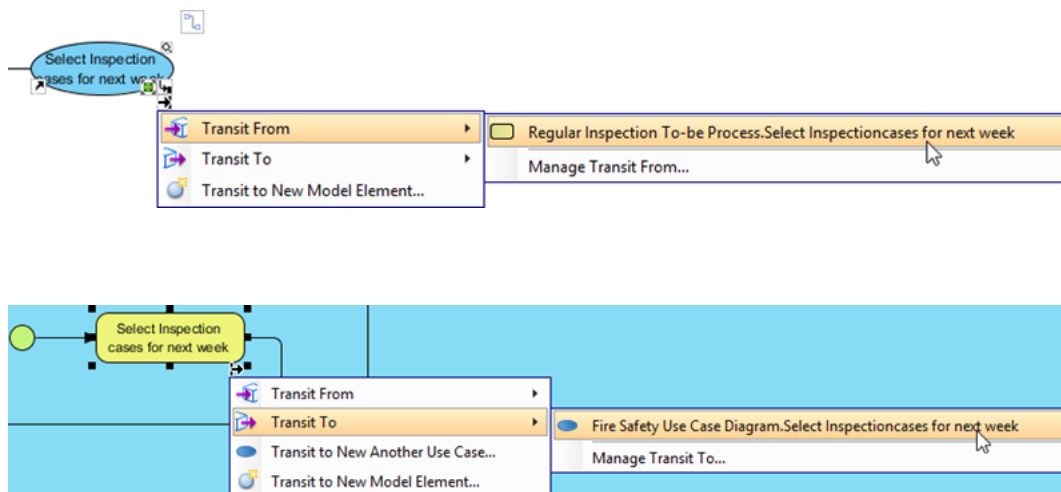 Select Inspection
cases for next week
Transit From
Regular Inspection To-be Process.Select Inspectioncases for next week
Transit To
Manage Transit From...
Transit to New Model Element...
Select Inspection
cases for next week
Transit From
Transit To
Fire Safety Use Case Diagram.Select Inspectioncases for next week
Transit to New Another Use Case...
Manage Transit To...
Transit to New Model Element...